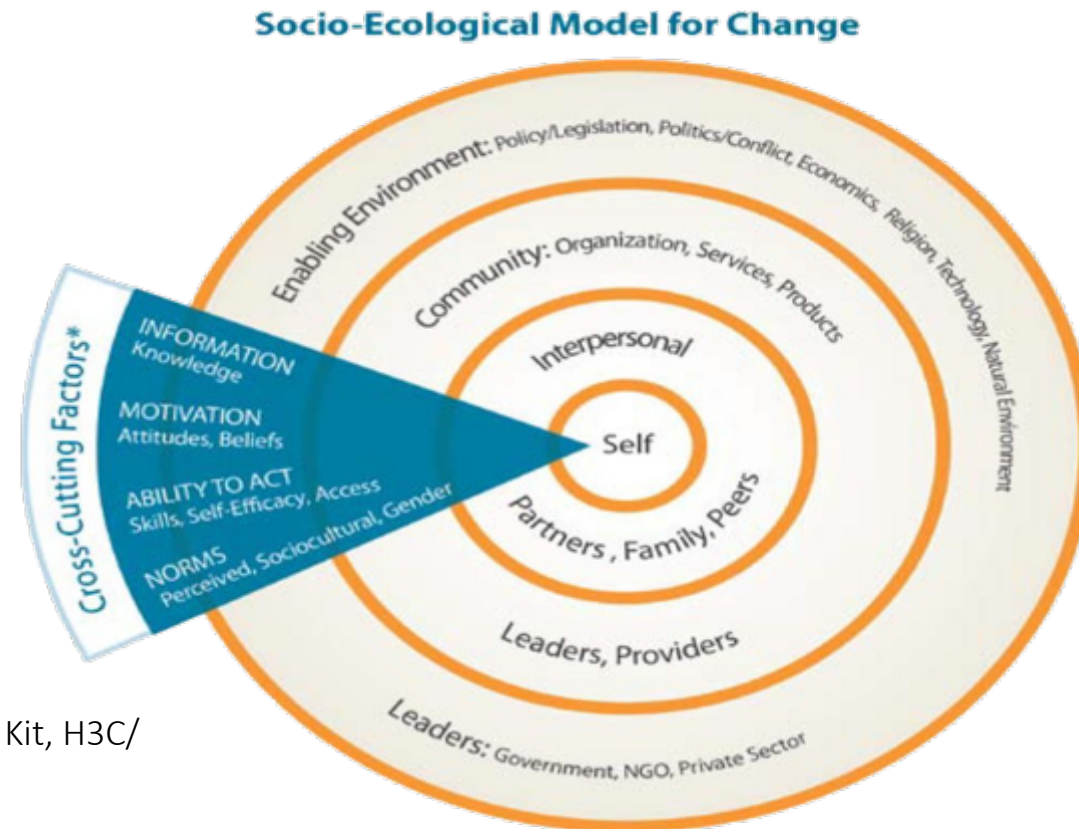 Socio-Ecological Model for Change
Enabling Environment: Policy/Legislation, Politics/Conflict, Economics, Religion, Technology, Natural Environment
Community: Organization, Services, Products
Interpersonal
Self
Partners , Family, Peers
Leaders, Providers
Leaders: Government, NGO, Private Sector
Cross-Cutting Factors*
INFORMATION
Knowledge
MOTIVATION
Attitudes, Beliefs
ABILITY TO ACT
Skills, Self-Efficacy, Access
NORMS
Perceived, Sociocultural, Gender
Kit, H3C/